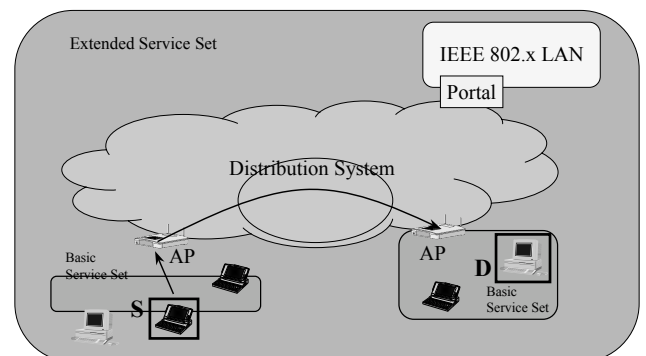 Extended Service Set
IEEE 802.x LAN
Portal
Distribution System
AP
AP
Basic
Service Set
S
D
Basic
Service Set